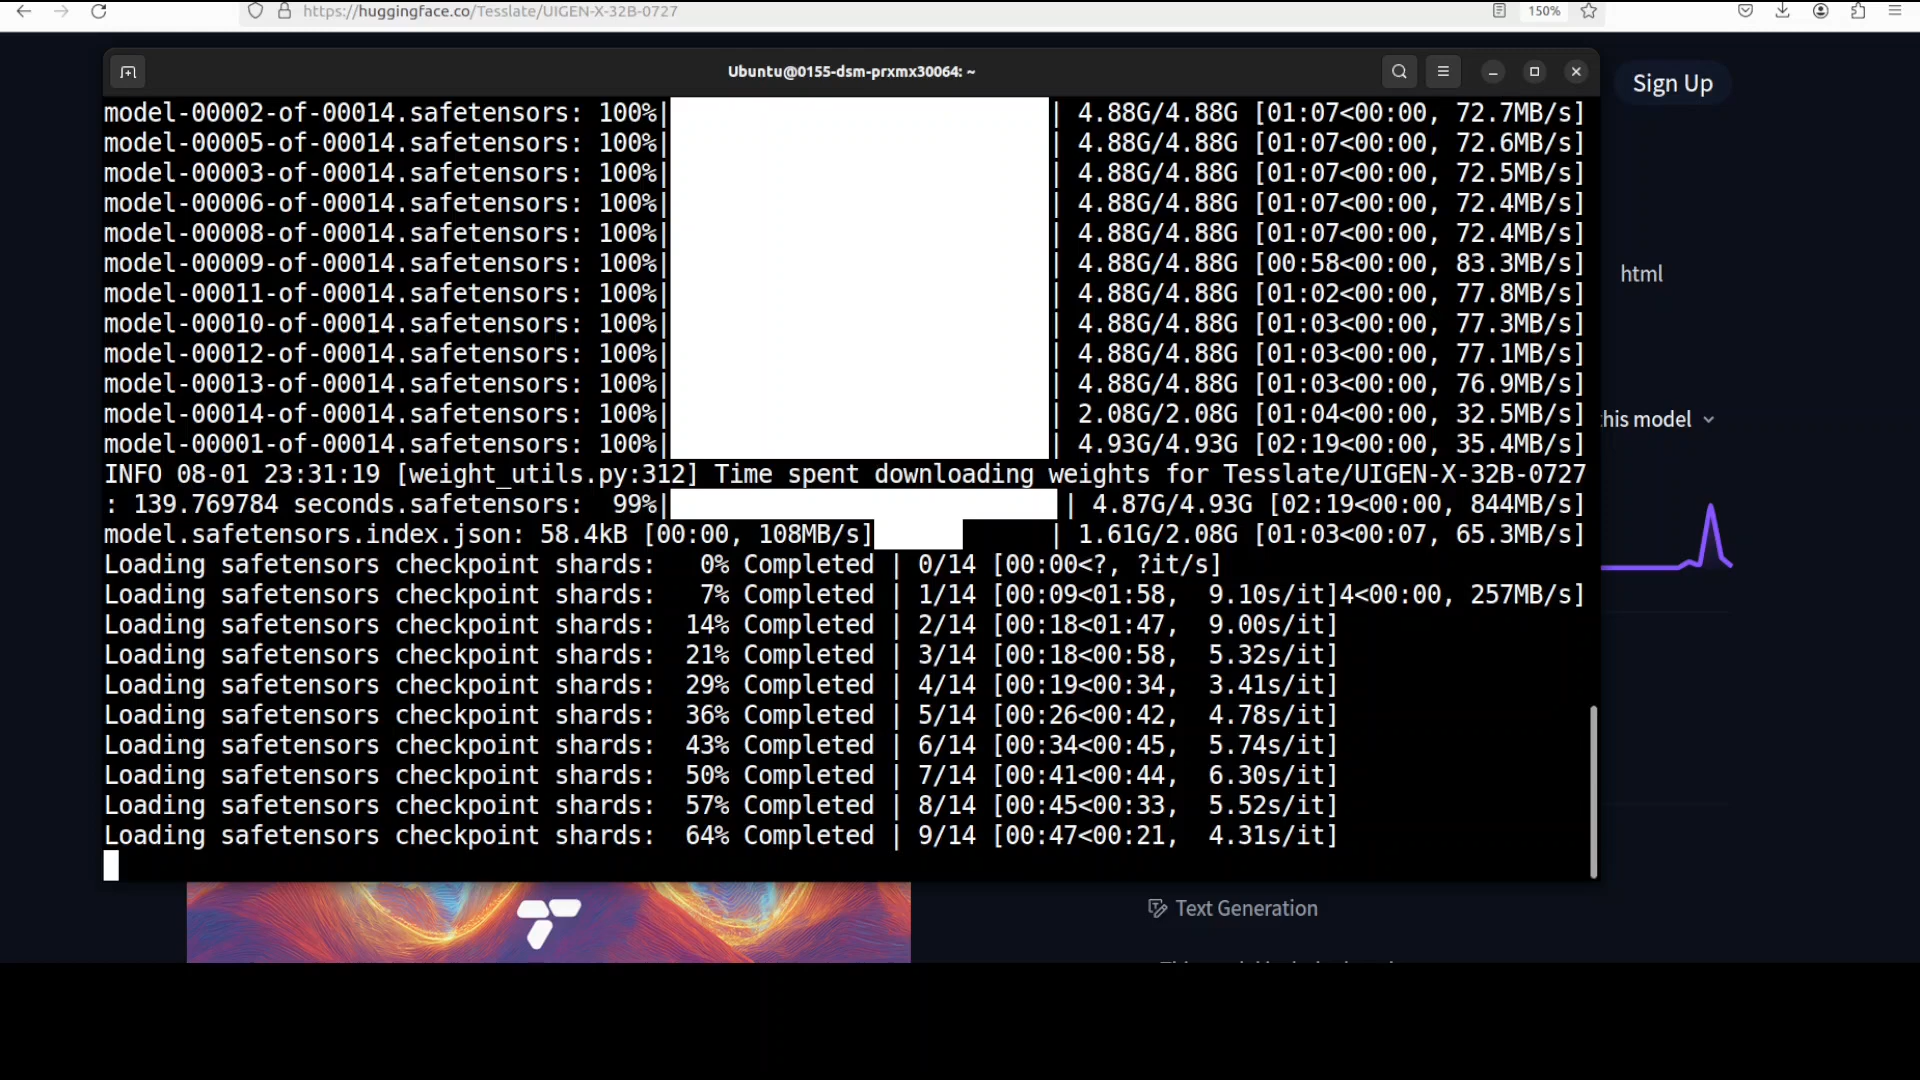 https://huggingface.co/Tesslate/UIGEN-X-32B-0727
150%
Ubuntu@0155-dsm-prxmx30064: ~
Sign Up
model-00002-of-00014.safetensors: 100%| | 4.88G/4.88G [01:07<00:00, 72.7MB/s]
model-00005-of-00014.safetensors: 100%| | 4.88G/4.88G [01:07<00:00, 72.6MB/s]
model-00003-of-00014.safetensors: 100%| | 4.88G/4.88G [01:07<00:00, 72.5MB/s]
model-00006-of-00014.safetensors: 100%| | 4.88G/4.88G [01:07<00:00, 72.4MB/s]
model-00008-of-00014.safetensors: 100%| | 4.88G/4.88G [01:07<00:00, 72.4MB/s]
model-00009-of-00014.safetensors: 100%| | 4.88G/4.88G [00:58<00:00, 83.3MB/s]
html
model-00011-of-00014.safetensors: 100%| | 4.88G/4.88G [01:02<00:00, 77.8MB/s]
model-00010-of-00014.safetensors: 100%| | 4.88G/4.88G [01:03<00:00, 77.3MB/s]
model-00012-of-00014.safetensors: 100%| | 4.88G/4.88G [01:03<00:00, 77.1MB/s]
model-00013-of-00014.safetensors: 100%| | 4.88G/4.88G [01:03<00:00, 76.9MB/s]
model-00014-of-00014.safetensors: 100%| | 2.08G/2.08G [01:04<00:00, 32.5MB/s]
this model
model-00001-of-00014.safetensors: 100%| | 4.93G/4.93G [02:19<00:00, 35.4MB/s]
INFO 08-01 23:31:19 [weight_utils.py:312] Time spent downloading weights for Tesslate/UIGEN-X-32B-0727
: 139.769784 seconds.safetensors:  99%| | 4.87G/4.93G [02:19<00:00, 844MB/s]
model.safetensors.index.json: 58.4kB [00:00, 108MB/s] | 1.61G/2.08G [01:03<00:07, 65.3MB/s]
Loading safetensors checkpoint shards:   0% Completed | 0/14 [00:00<?, ?it/s]
Loading safetensors checkpoint shards:   7% Completed | 1/14 [00:09<01:58,  9.10s/it]4<00:00, 257MB/s]
Loading safetensors checkpoint shards:  14% Completed | 2/14 [00:18<01:47,  9.00s/it]
Loading safetensors checkpoint shards:  21% Completed | 3/14 [00:18<00:58,  5.32s/it]
Loading safetensors checkpoint shards:  29% Completed | 4/14 [00:19<00:34,  3.41s/it]
Loading safetensors checkpoint shards:  36% Completed | 5/14 [00:26<00:42,  4.78s/it]
Loading safetensors checkpoint shards:  43% Completed | 6/14 [00:34<00:45,  5.74s/it]
Loading safetensors checkpoint shards:  50% Completed | 7/14 [00:41<00:44,  6.30s/it]
Loading safetensors checkpoint shards:  57% Completed | 8/14 [00:45<00:33,  5.52s/it]
Loading safetensors checkpoint shards:  64% Completed | 9/14 [00:47<00:21,  4.31s/it]
Text Generation